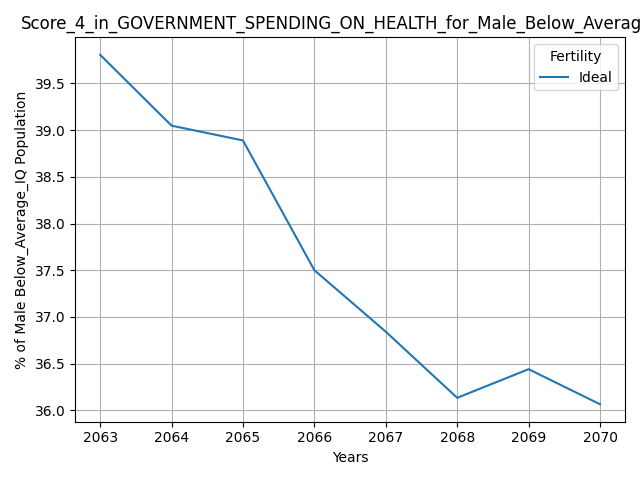 Score_4_in_GOVERNMENT_SPENDING_ON_HEALTH_for_Male_Below_Averag
Fertility
Ideal
39.5
39.0
38.5
38.0
37.5
37.0
36.5
36.0
% of Male Below_Average_IQ Population
2063 2064 2065 2066 2067 2068 2069 2070
Years